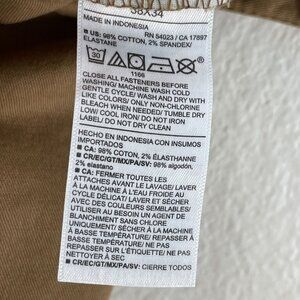 38X34
MADE IN INDONESIA
RN 54023 / CA 17897
■ US: 98% COTTON, 2% SPANDEX/
ELASTANE
30
1166
CLOSE ALL FASTENERS BEFORE
WASHING/ MACHINE WASH COLD
GENTLE CYCLE/ WASH AND DRY WITH
LIKE COLORS/ ONLY NON-CHLORINE
BLEACH WHEN NEEDED/ TUMBLE DRY
LOW/ COOL IRON/ DO NOT IRON
LABEL/ DO NOT DRY CLEAN
HECHO EN INDONESIA CON INSUMOS
IMPORTADOS
■ CA: 98% COTON, 2% ÉLASTHANNE
■ CR/EC/GT/MX/PA/SV: 98% algodón,
2% elastano
■ CA: FERMER TOUTES LES
ATTACHES AVANT LE LAVAGE/ LAVER
À LA MACHINE À L'EAU FROIDE AU
CYCLE DÉLICAT/ LAVER ET SÉCHER
AVEC DES COULEURS SEMBLABLES/
UTILISER AU BESOIN UN AGENT DE
BLANCHIMENT SANS CHLORE
UNIQUEMENT/ SÉCHER À LA MACHINE
À BASSE TEMPÉRATURE/ REPASSER À
BASSE TEMPÉRATURE/ NE PAS
REPASSER SUR L'ÉTIQUETTE/ NE PAS
NETTOYER À SEC
■ CR/EC/GT/MX/PA/SV: CIERRE TODOS